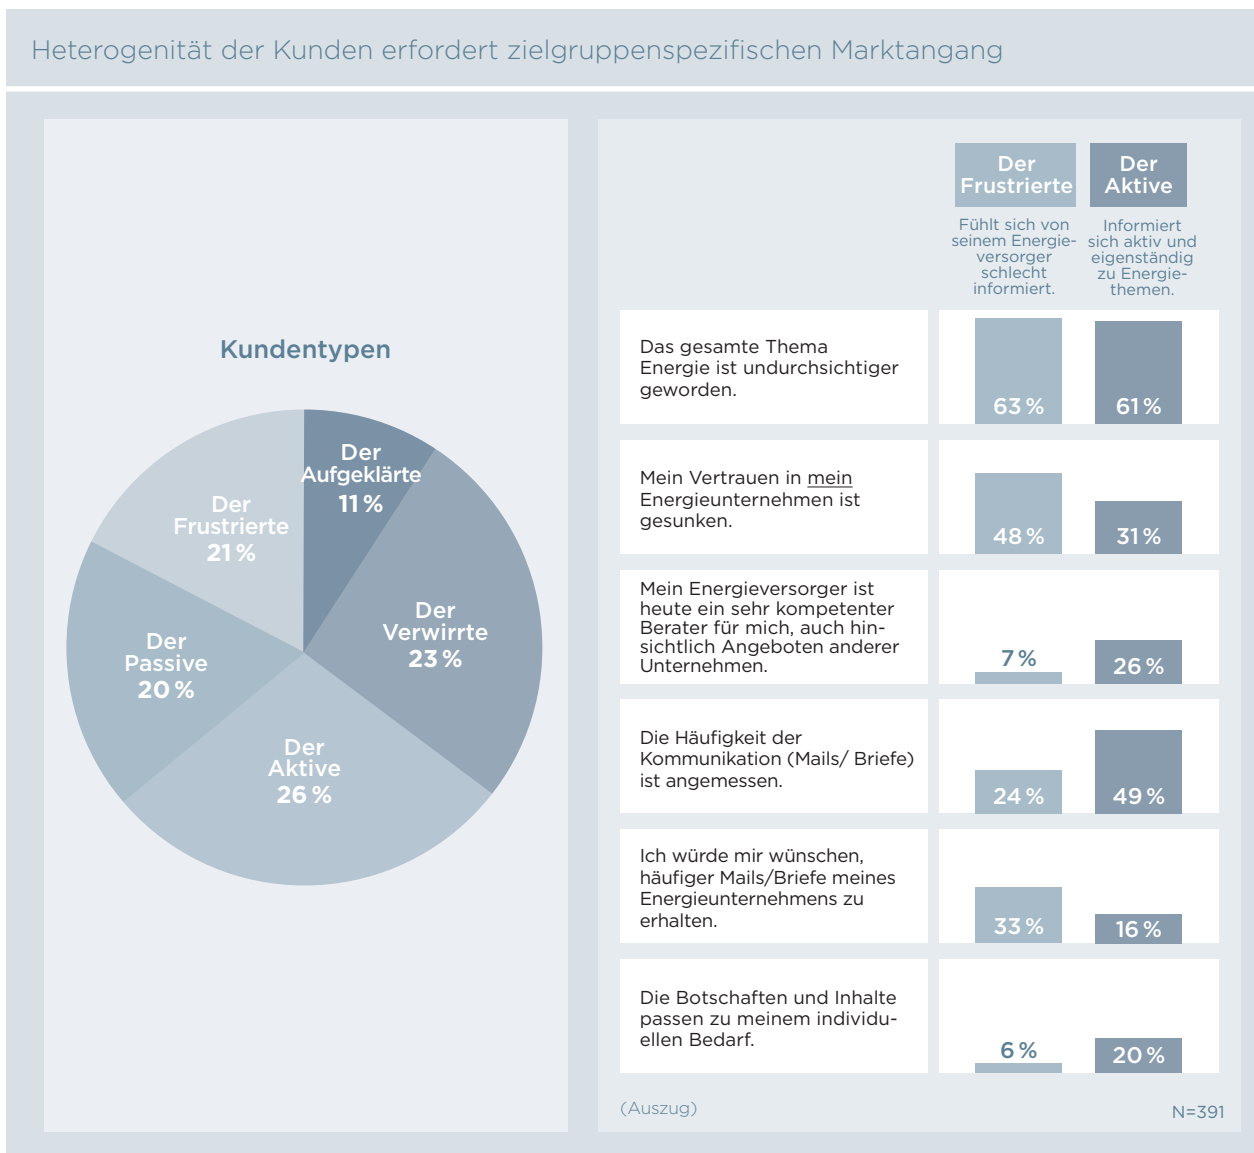 Heterogenität der Kunden erfordert zielgruppenspezifischen Marktangang
Kundentypen
Der
Aufgeklärte
11 %
Der
Verwirrte
23 %
Der
Aktive
26 %
Der
Passive
20 %
Der
Frustrierte
21 %
Der
Frustrierte
Fühlt sich von
seinem Energie-
versorger
schlecht
informiert.
Der
Aktive
Informiert
sich aktiv und
eigenständig
zu Energie-
themen.
Das gesamte Thema
Energie ist undurchsichtiger
geworden.
63 %
61 %
Mein Vertrauen in mein
Energieunternehmen ist
gesunken.
48 %
31 %
Mein Energieversorger ist
heute ein sehr kompetenter
Berater für mich, auch hin-
sichtlich Angeboten anderer
Unternehmen.
7 %
26 %
Die Häufigkeit der
Kommunikation (Mails/ Briefe)
ist angemessen.
24 %
49 %
Ich würde mir wünschen,
häufiger Mails/Briefe meines
Energieunternehmens zu
erhalten.
33 %
16 %
Die Botschaften und Inhalte
passen zu meinem individu-
ellen Bedarf.
6 %
20 %
(Auszug)
N=391